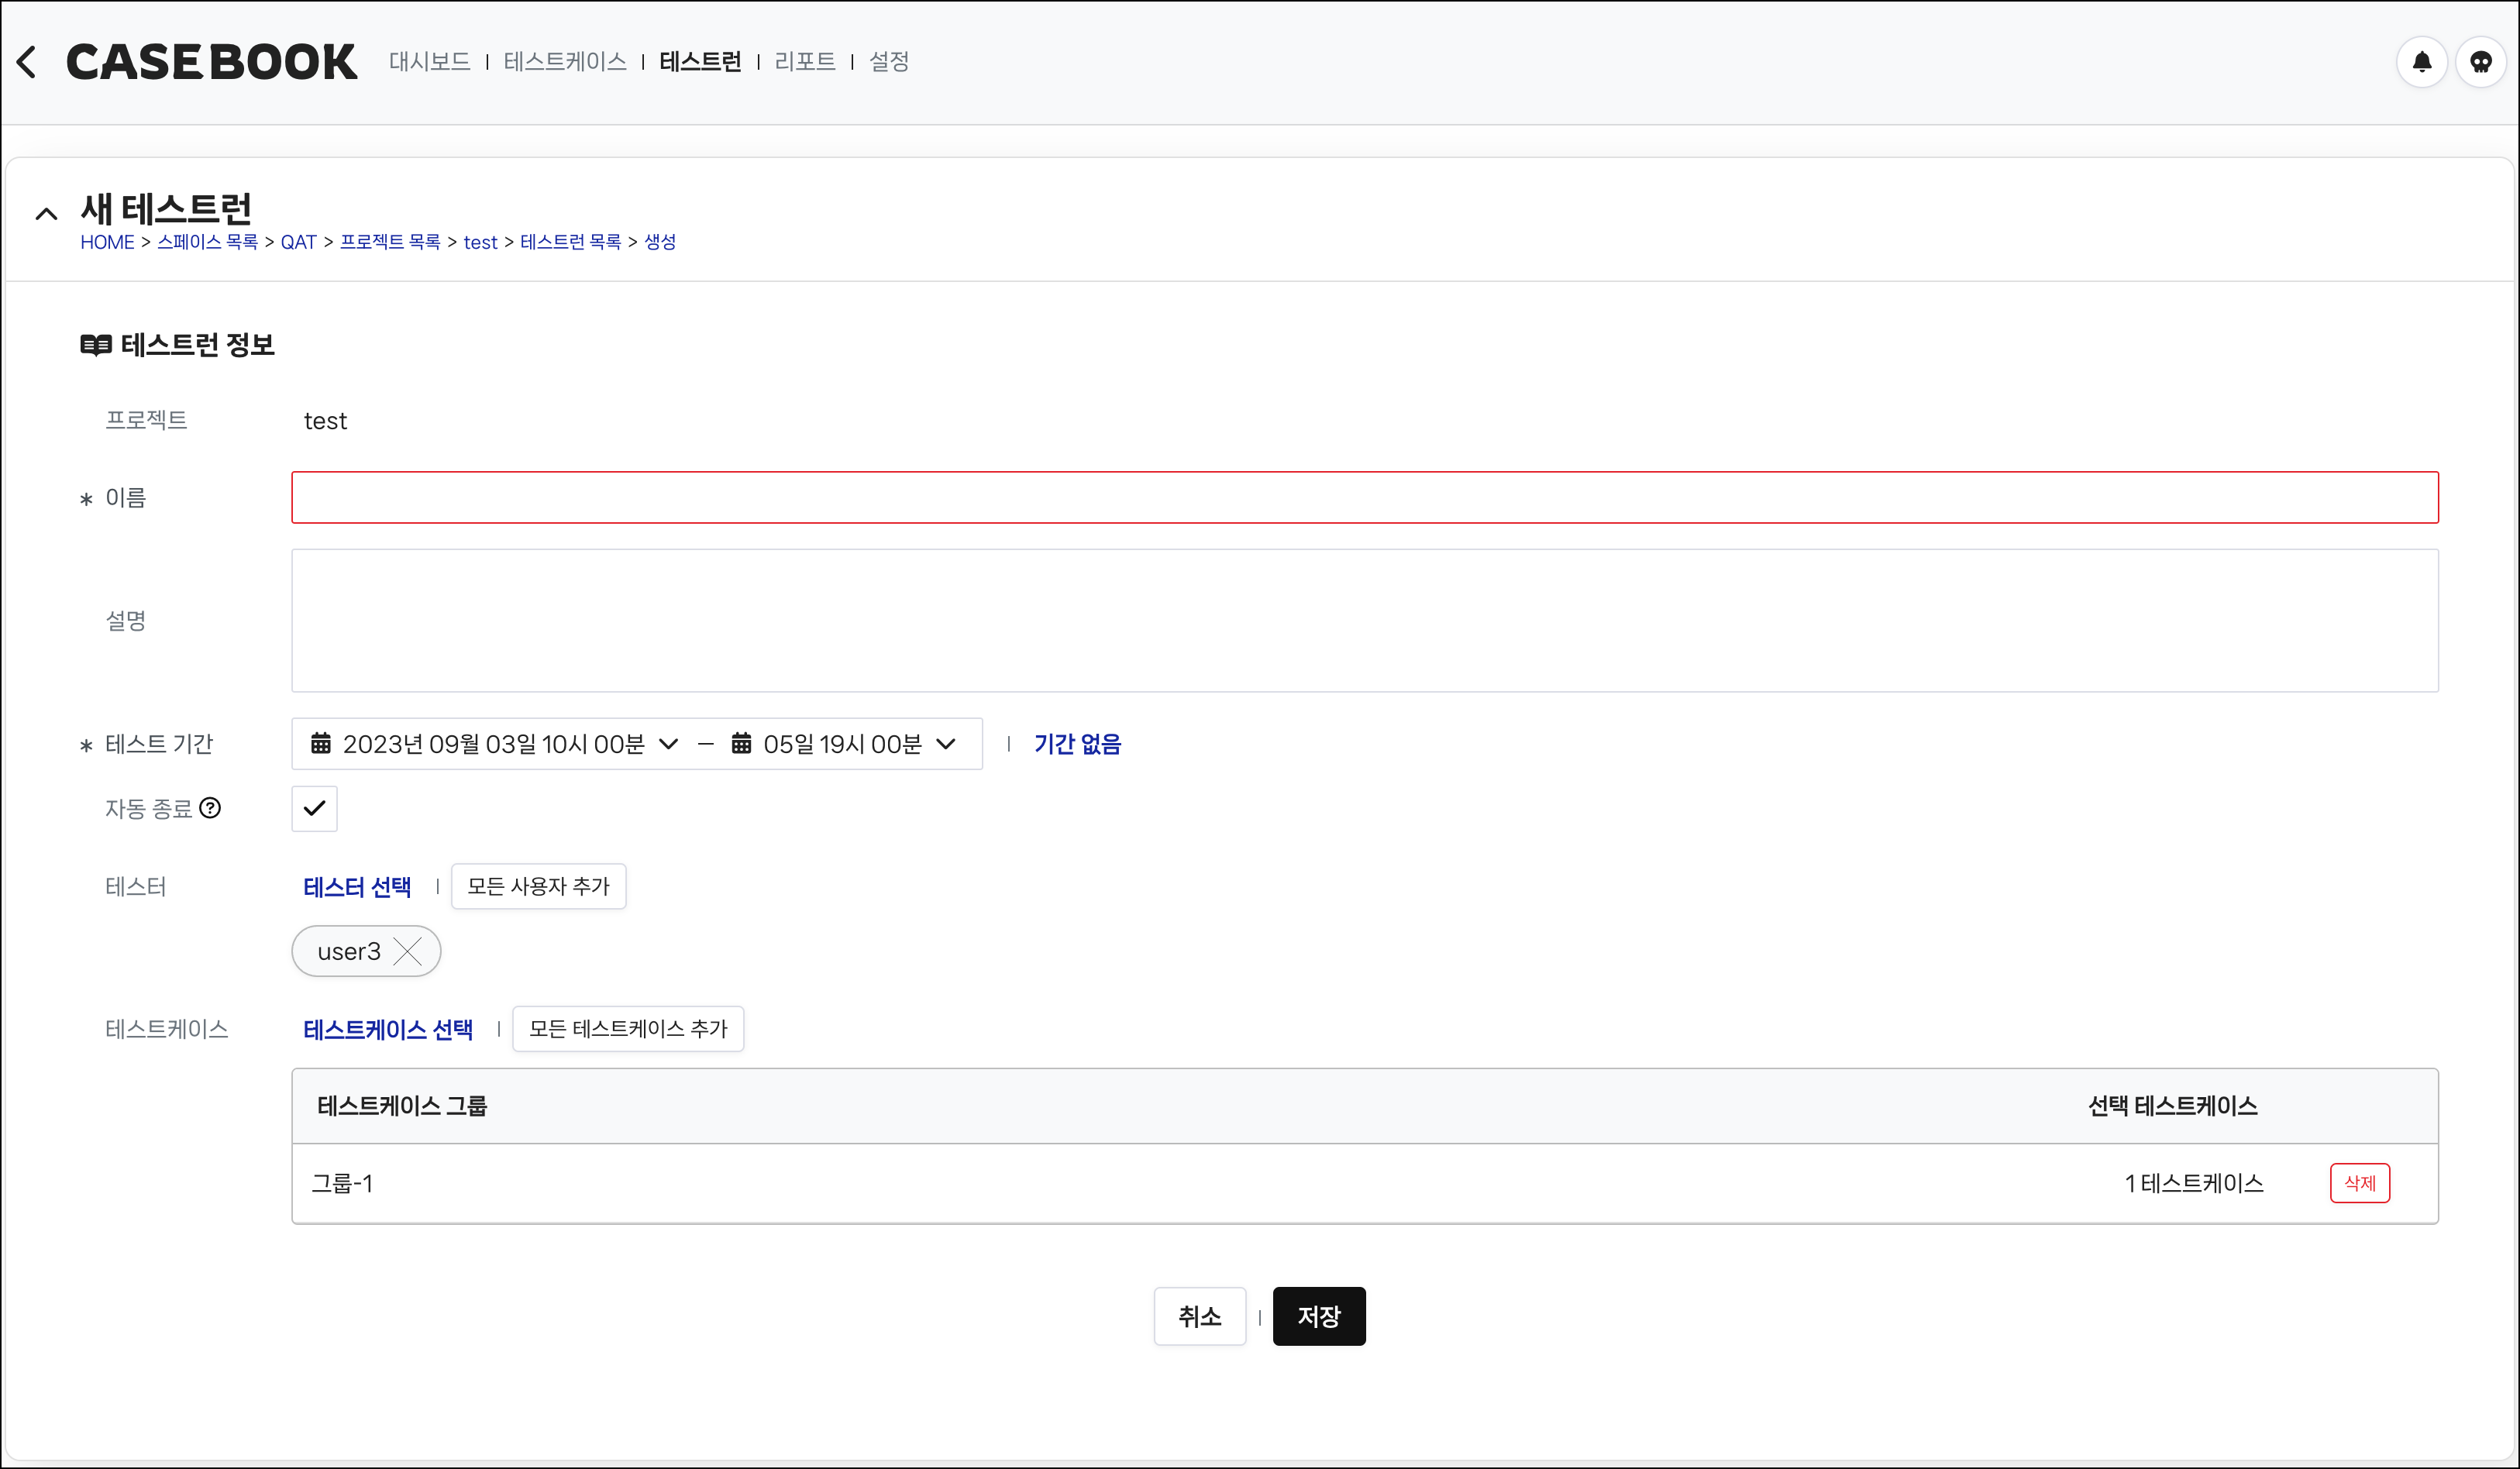 CASEBOOK 대시보드 | 테스트케이스 | 테스트런 | 리포트 | 설정
새 테스트런
HOME > 스페이스 목록 > QAT > 프로젝트 목록 > test > 테스트런 목록 > 생성
테스트런 정보
프로젝트 test
* 이름
설명
* 테스트 기간 2023년 09월 03일 10시 00분 – 05일 19시 00분 | 기간 없음
자동 종료 ?
테스터 테스터 선택 | 모든 사용자 추가
user3
테스트케이스 테스트케이스 선택 | 모든 테스트케이스 추가
테스트케이스 그룹 선택 테스트케이스
그룹-1 1 테스트케이스 삭제
취소 | 저장